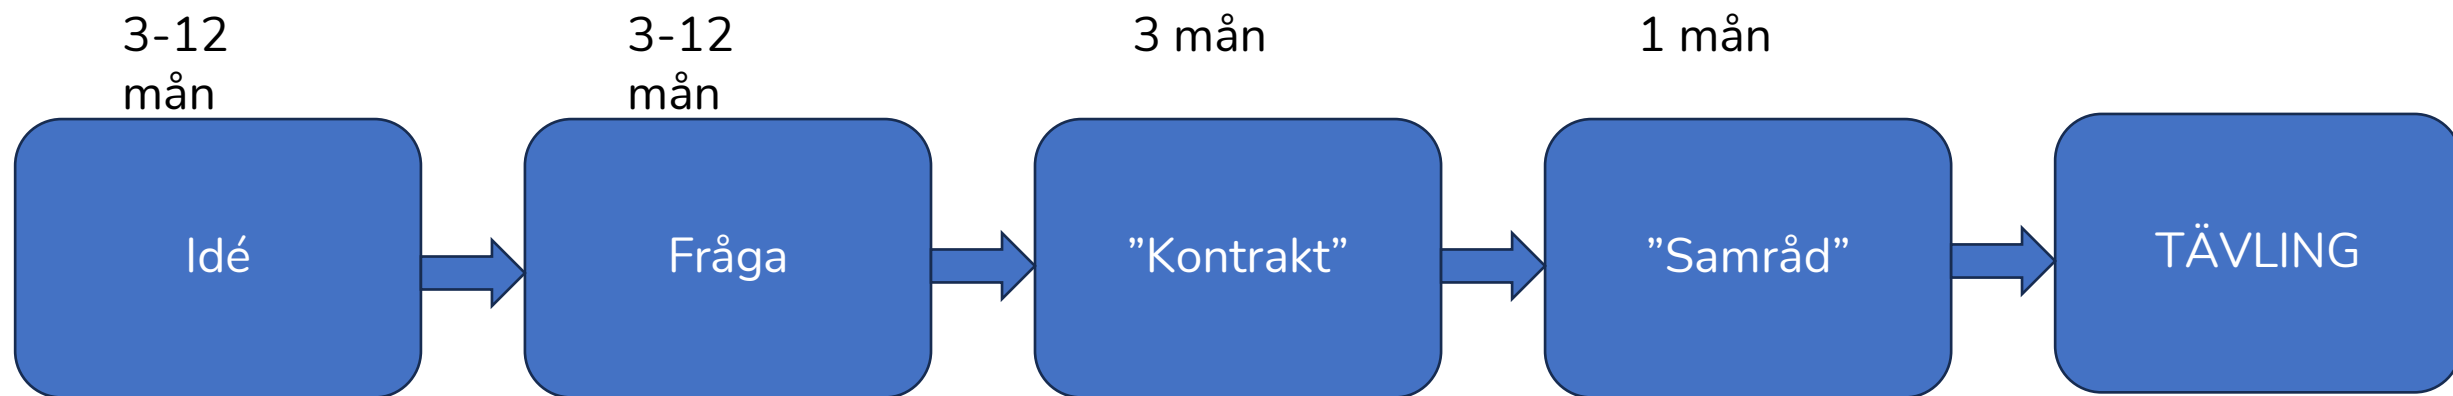 3-12
mån
3-12
mån
3 mån
1 mån
Idé
Fråga
”Kontrakt”
”Samråd”
TÄVLING